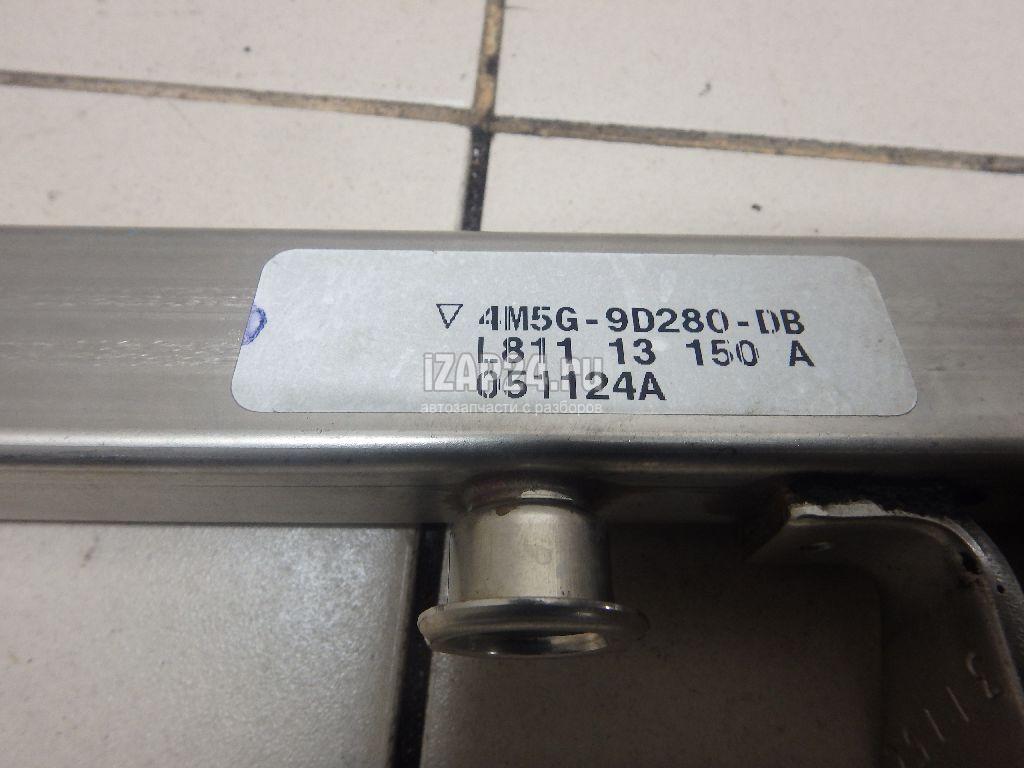 ▽ 4M5G-9D280-DB
L811 13 150 A
iZAP24.ru
051124A
автозапчасти с разборов